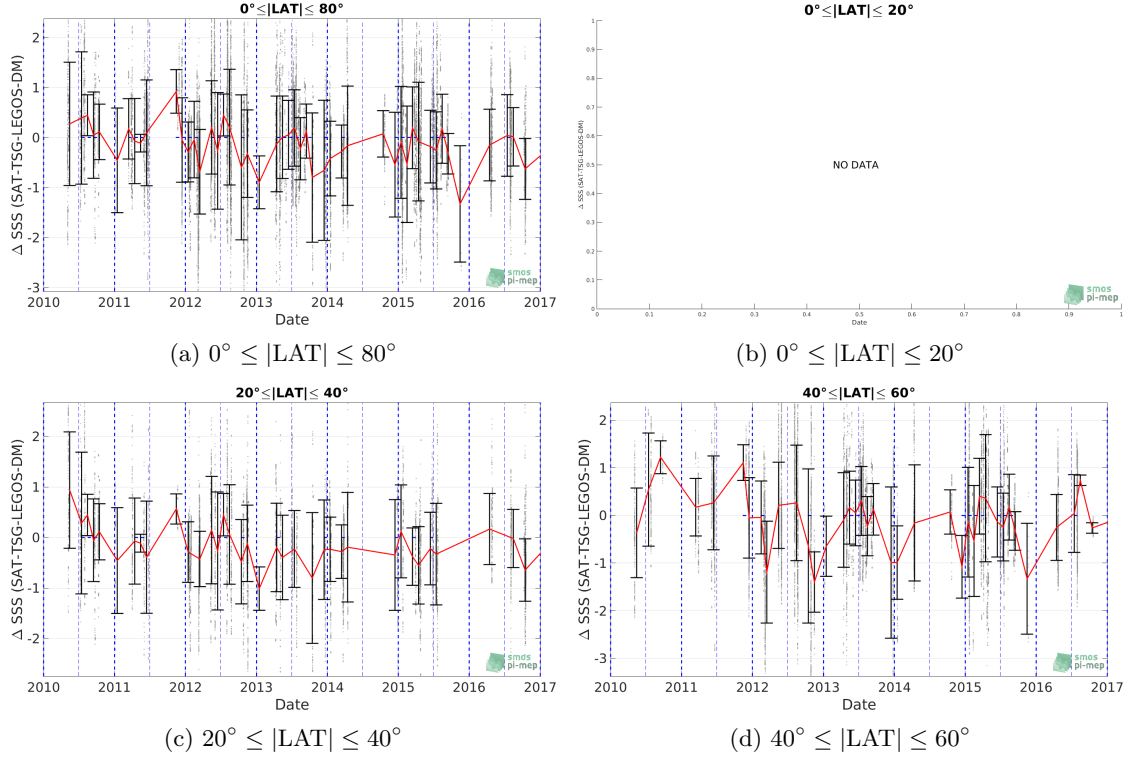 0°≤|LAT|≤ 80°
Δ SSS (SAT-TSG-LEGOS-DM)
2
1
0
-1
-2
-3
2010 2011 2012 2013 2014 2015 2016 2017
Date
smos
pi-mep
(a) 0° ≤ |LAT| ≤ 80°
0°≤|LAT|≤ 20°
Δ SSS (SAT-TSG-LEGOS-DM)
1
0.9
0.8
0.7
0.6
0.5
0.4
0.3
0.2
0.1
0
NO DATA
0 0.1 0.2 0.3 0.4 0.5 0.6 0.7 0.8 0.9 1
Date
smos
pi-mep
(b) 0° ≤ |LAT| ≤ 20°
20°≤|LAT|≤ 40°
Δ SSS (SAT-TSG-LEGOS-DM)
2
1
0
-1
-2
2010 2011 2012 2013 2014 2015 2016 2017
Date
smos
pi-mep
(c) 20° ≤ |LAT| ≤ 40°
40°≤|LAT|≤ 60°
Δ SSS (SAT-TSG-LEGOS-DM)
2
1
0
-1
-2
-3
2010 2011 2012 2013 2014 2015 2016 2017
Date
smos
pi-mep
(d) 40° ≤ |LAT| ≤ 60°